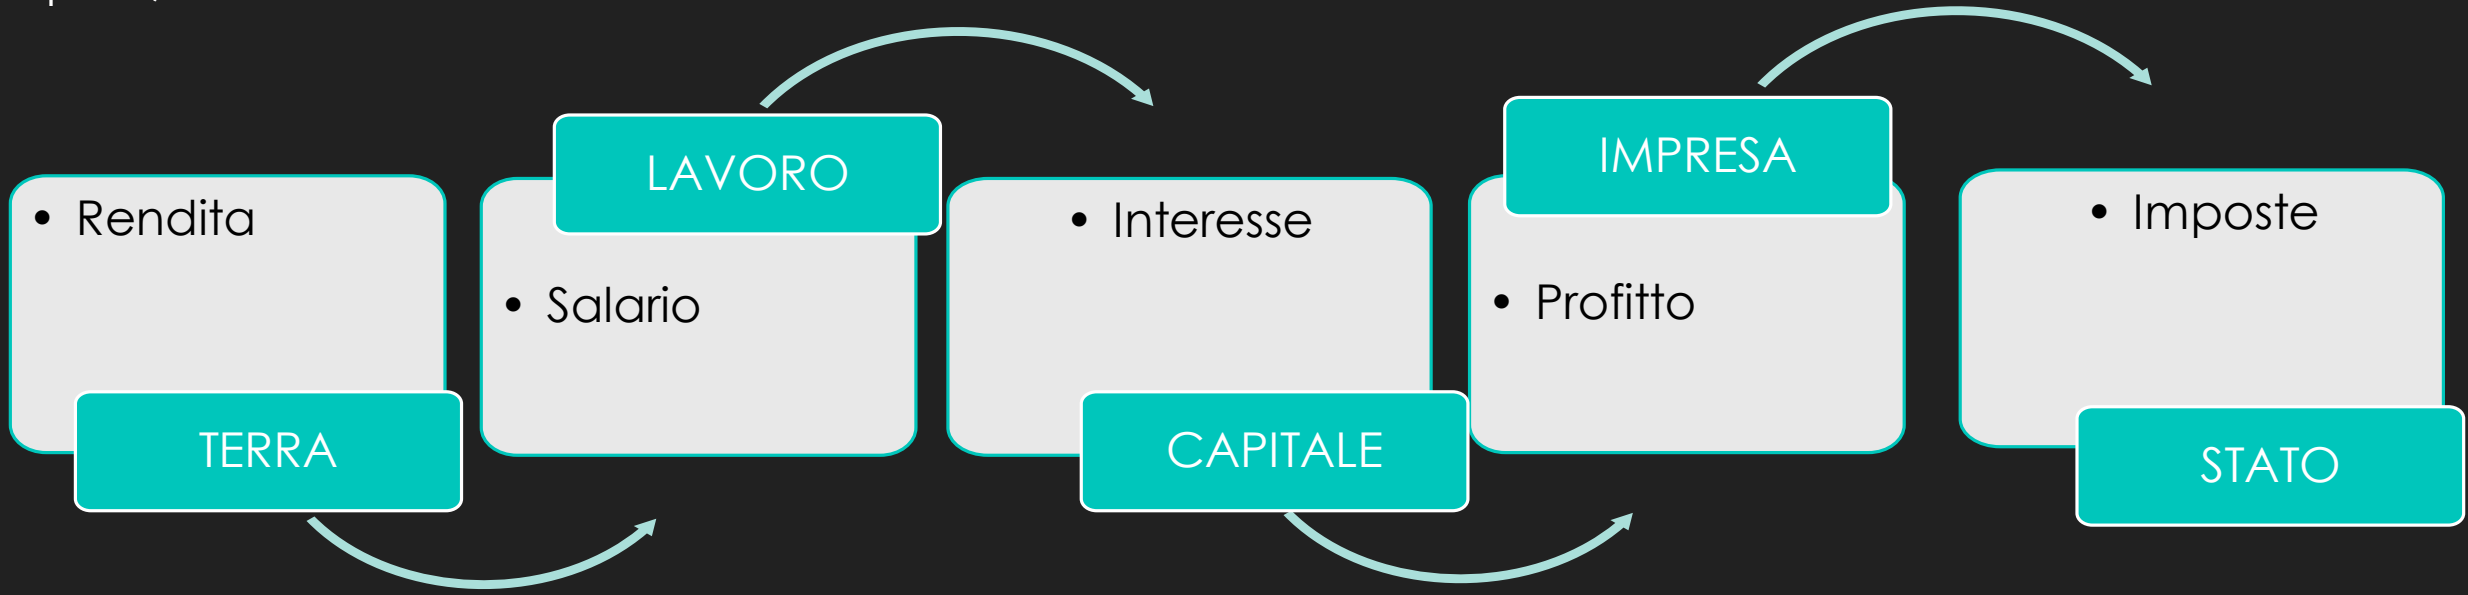 • Rendita
TERRA
LAVORO
• Salario
• Interesse
CAPITALE
IMPRESA
• Profitto
• Imposte
STATO